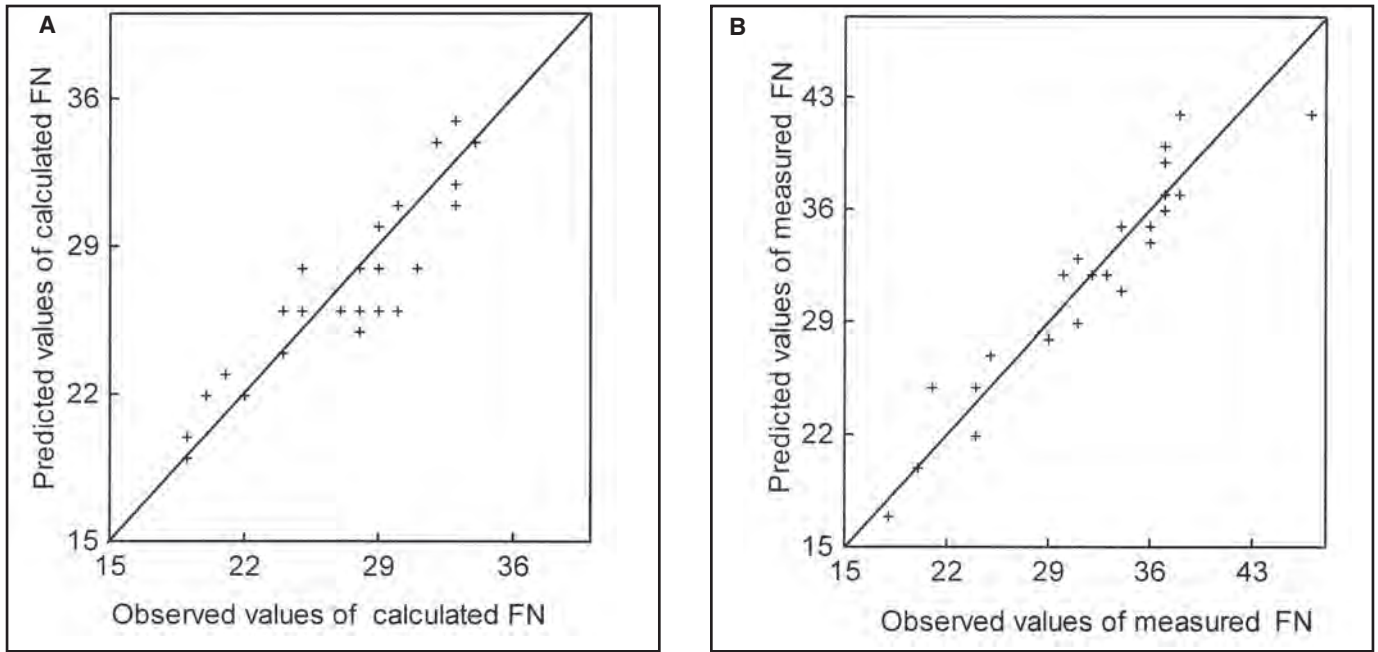 A
Predicted values of calculated FN
36
29
22
15
15 22 29 36
Observed values of calculated FN
B
Predicted values of measured FN
43
36
29
22
15
15 22 29 36 43
Observed values of measured FN